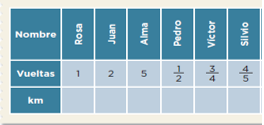 Nombre Rosa Juan Alma Pedro Víctor Silvio
Vueltas 1 2 5 1/2 3/4 4/5
km